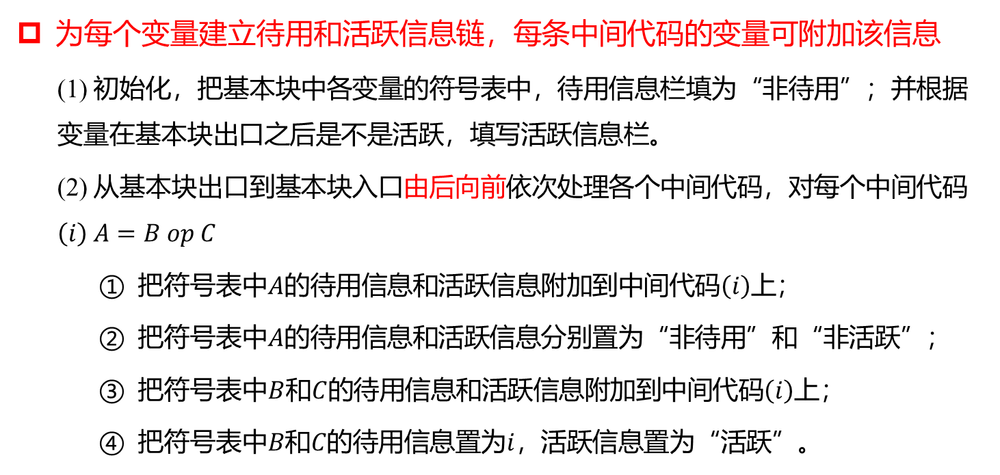 为每个变量建立待用和活跃信息链，每条中间代码的变量可附加该信息
(1) 初始化，把基本块中各变量的符号表中，待用信息栏填为“非待用”；并根据
变量在基本块出口之后是不是活跃，填写活跃信息栏。
(2) 从基本块出口到基本块入口由后向前依次处理各个中间代码，对每个中间代码
(i) A = B op C
① 把符号表中A的待用信息和活跃信息附加到中间代码(i)上；
② 把符号表中A的待用信息和活跃信息分别置为“非待用”和“非活跃”；
③ 把符号表中B和C的待用信息和活跃信息附加到中间代码(i)上；
④ 把符号表中B和C的待用信息置为i，活跃信息置为“活跃”。